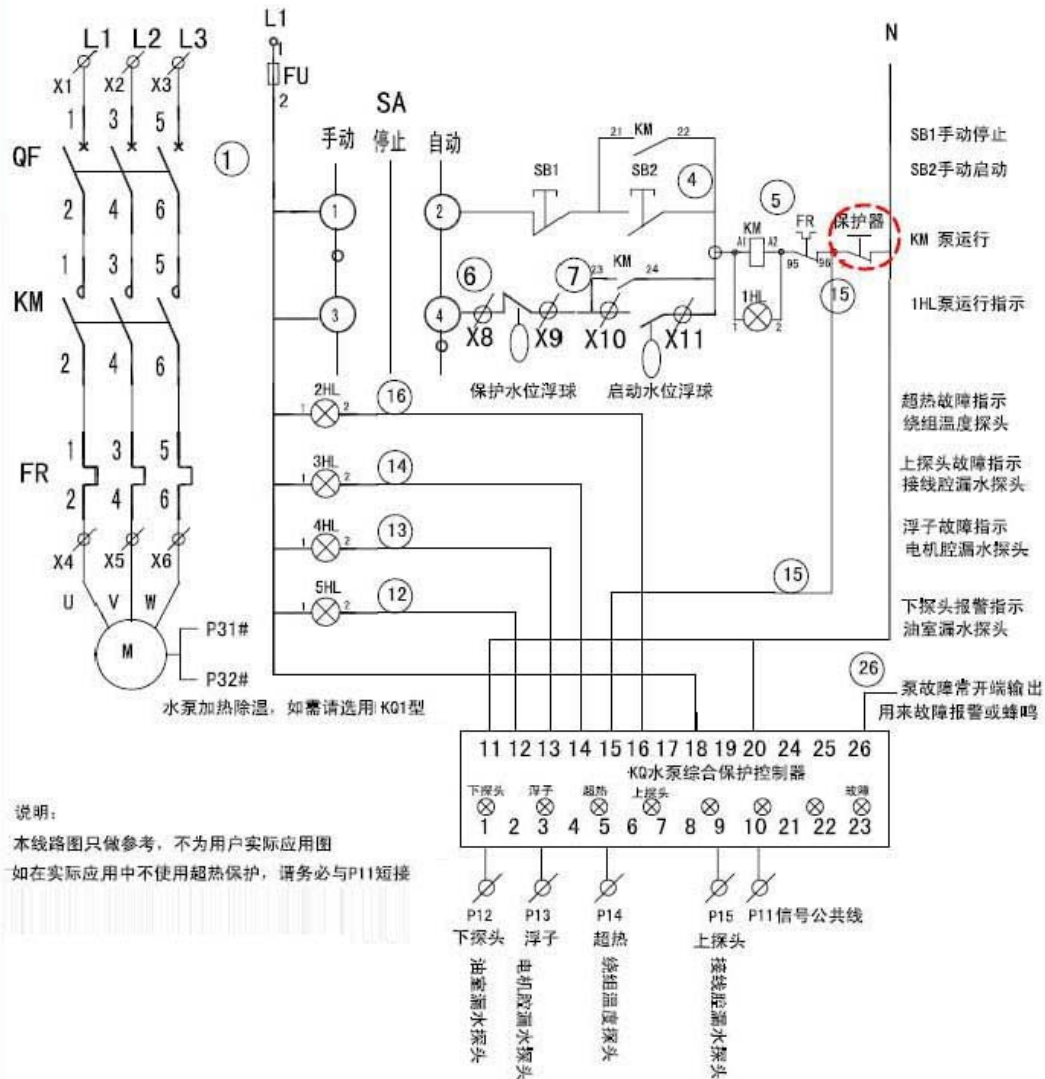 L1 L2 L3
X1 X2 X3
1 3 5
QF
2 4 6
1 3 5
KM
2 4 6
1 3 5
FR
2 4 6
X4 X5 X6
U V W
M
P31#
P32#
水泵加热除湿，如需请选用KQ1型
1
L1
1
FU
2
SA
手动 停止 自动
1 2
3 4
SB1
SB2
21 KM 22
4
5
KM
A1 A2
FR
95 96
保护器
15
1HL
1 2
6
7
23 KM 24
X8 X9 X10 X11
保护水位浮球 启动水位浮球
2HL
1 2
16
3HL
1 2
14
4HL
1 2
13
5HL
1 2
12
15
N
SB1手动停止
SB2手动启动
KM 泵运行
1HL泵运行指示
超热故障指示
绕组温度探头
上探头故障指示
接线腔漏水探头
浮子故障指示
电机腔漏水探头
下探头报警指示
油室漏水探头
26
泵故障常开端输出
用来故障报警或蜂鸣
11 12 13 14 15 16 17 18 19 20 24 25 26
KQ水泵综合保护控制器
下探头 浮子 超热 上探头 故障
1 2 3 4 5 6 7 8 9 10 21 22 23
P12 P13 P14 P15 P11信号公共线
下探头 浮子 超热 上探头
油室漏水探头
电机腔漏水探头
绕组温度探头
接线腔漏水探头
说明：
本线路图只做参考，不为用户实际应用图
如在实际应用中不使用超热保护，请务必与P11短接